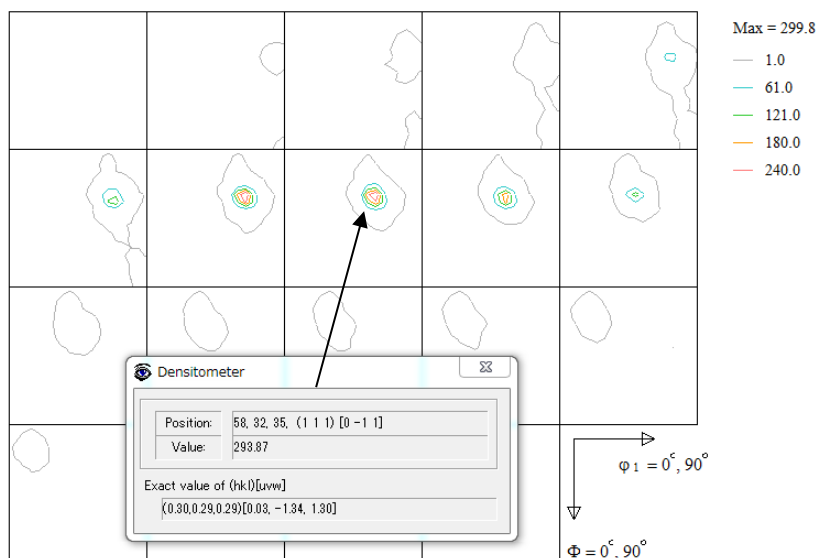 Max = 299.8
1.0
61.0
121.0
180.0
240.0
Densitometer
Position: 58, 32, 35, (1 1 1) [0 -1 1]
Value: 293.87
Exact value of (hkl)[uvw]
(0.30,0.29,0.29)[0.03, -1.34, 1.30]
φ 1 = 0°, 90°
Φ = 0°, 90°